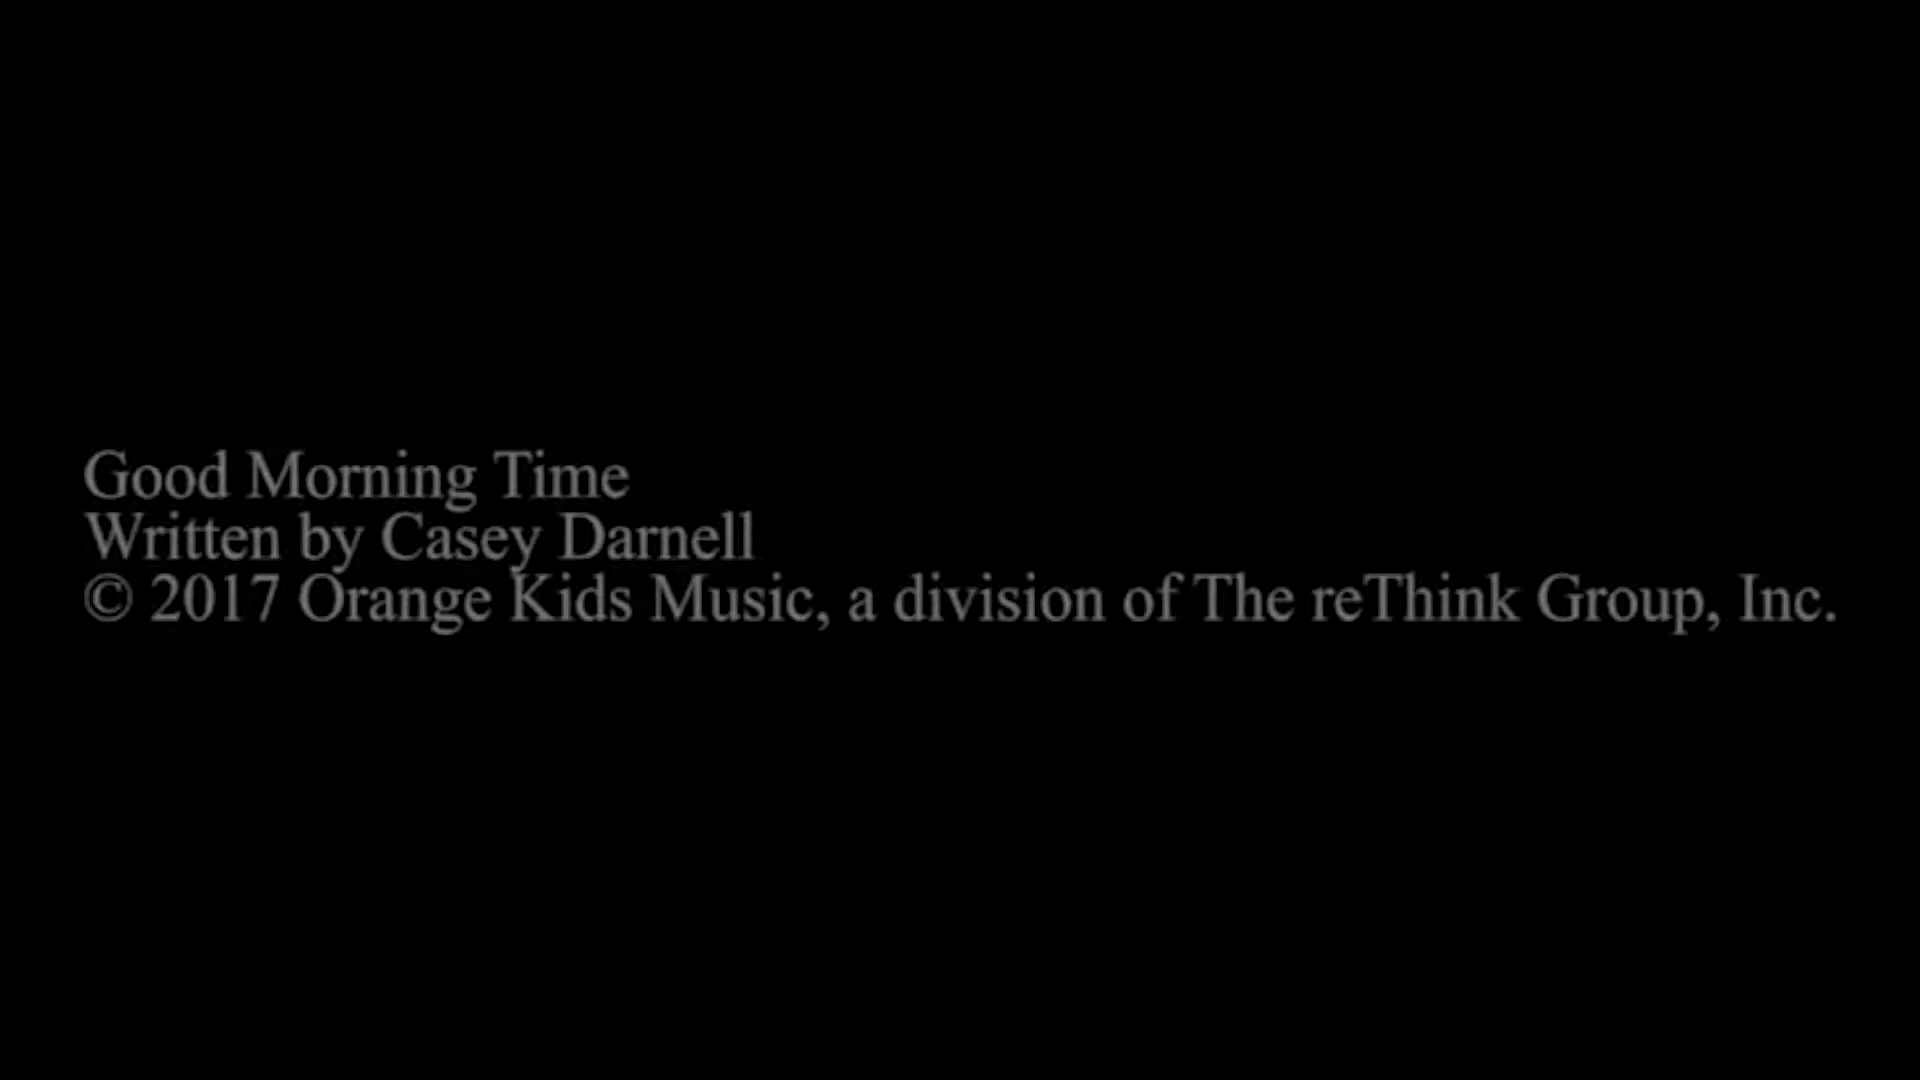 Good Morning Time
Written by Casey Darnell
© 2017 Orange Kids Music, a division of The reThink Group, Inc.